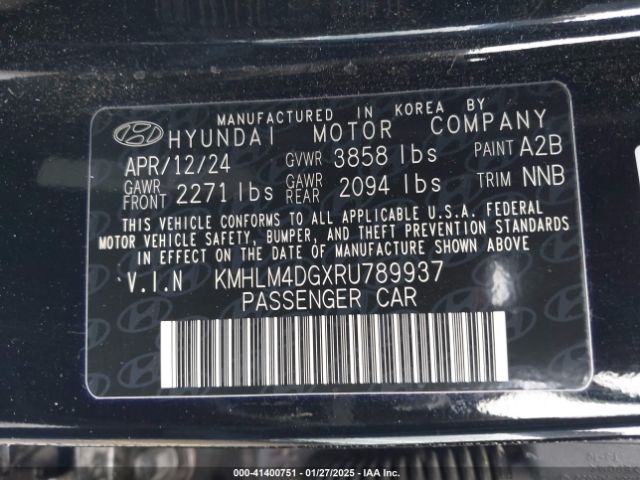 MANUFACTURED IN KOREA BY
HYUNDAI MOTOR COMPANY
APR/12/24 GVWR 3858 lbs PAINT A2B
GAWR FRONT 2271 lbs GAWR REAR 2094 lbs TRIM NNB
THIS VEHICLE CONFORMS TO ALL APPLICABLE U.S.A. FEDERAL
MOTOR VEHICLE SAFETY, BUMPER, AND THEFT PREVENTION STANDARDS
IN EFFECT ON THE DATE OF MANUFACTURE SHOWN ABOVE
V.I.N KMHLM4DGXRU789937
PASSENGER CAR
000-41400751 — 01/27/2025 — IAA Inc.